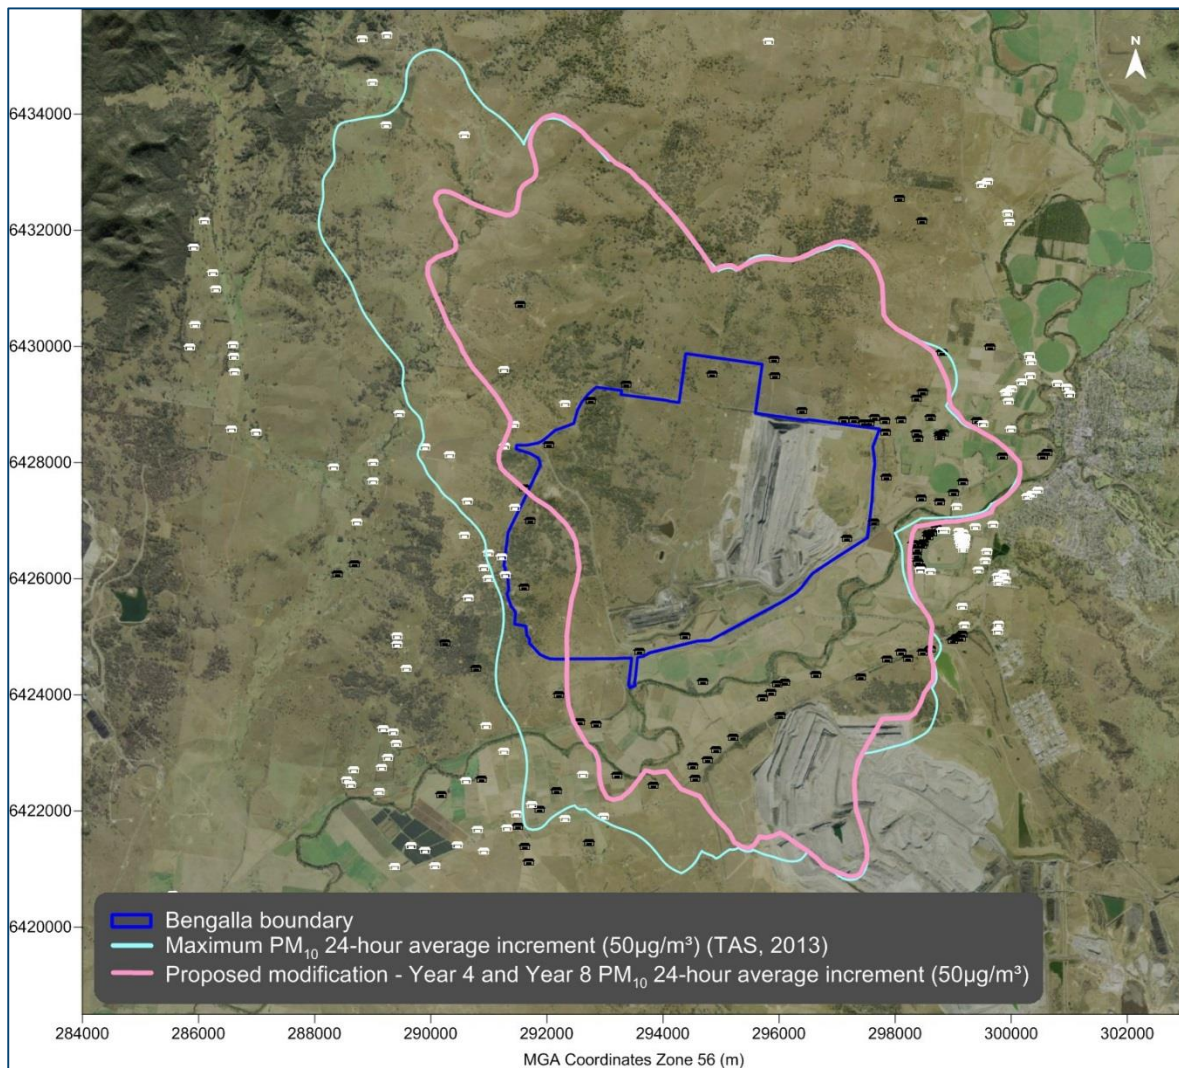 N
6434000
6432000
6430000
6428000
6426000
6424000
6422000
6420000
Bengalla boundary
Maximum PM₁₀ 24-hour average increment (50µg/m³) (TAS, 2013)
Proposed modification - Year 4 and Year 8 PM₁₀ 24-hour average increment (50µg/m³)
284000 286000 288000 290000 292000 294000 296000 298000 300000 302000
MGA Coordinates Zone 56 (m)